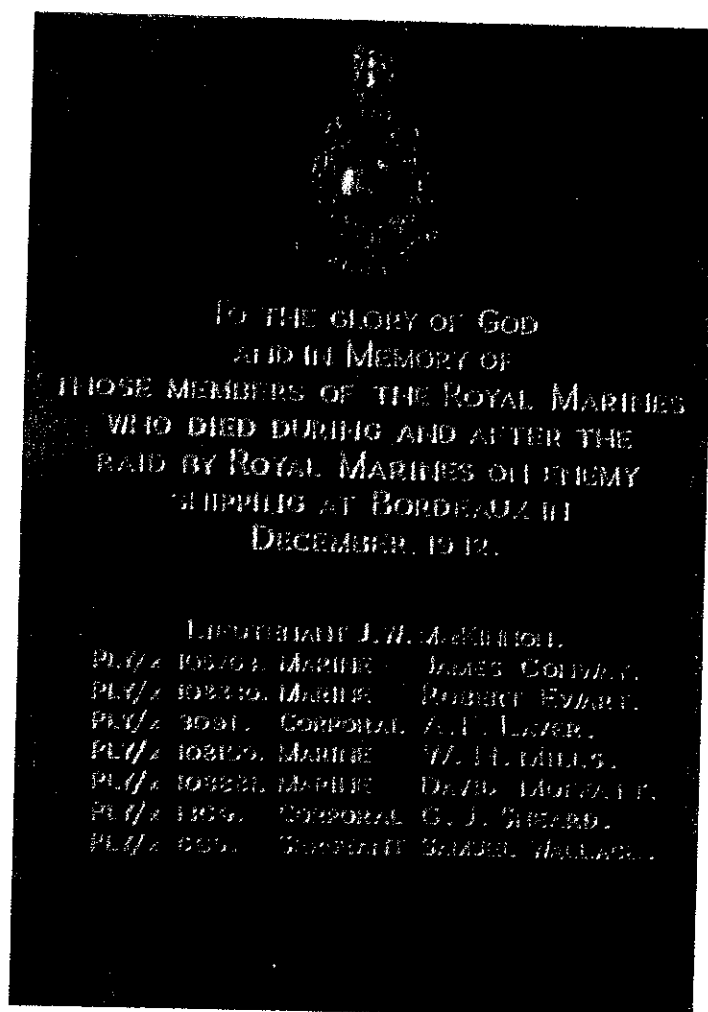 To the glory of God
and in Memory of
those members of the Royal Marines
who died during and after the
raid by Royal Marines on enemy
shipping at Bordeaux in
December, 1942.
Lieutenant J.W. MacKinnon.
PLY/x Marine James Conway.
PLY/x Marine Robert Ewart.
PLY/x 3091. Corporal A.F. Laver.
PLY/x Marine W.H. Mills.
PLY/x Marine David Moffatt.
PLY/x Corporal G.J. Sheard.
PLY/x Sergeant Samuel Wallace.